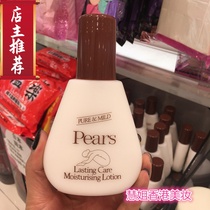 店主推荐
PURE & MILD
Pears
Lasting Care
Moisturising Lotion
慧姐香港美妆